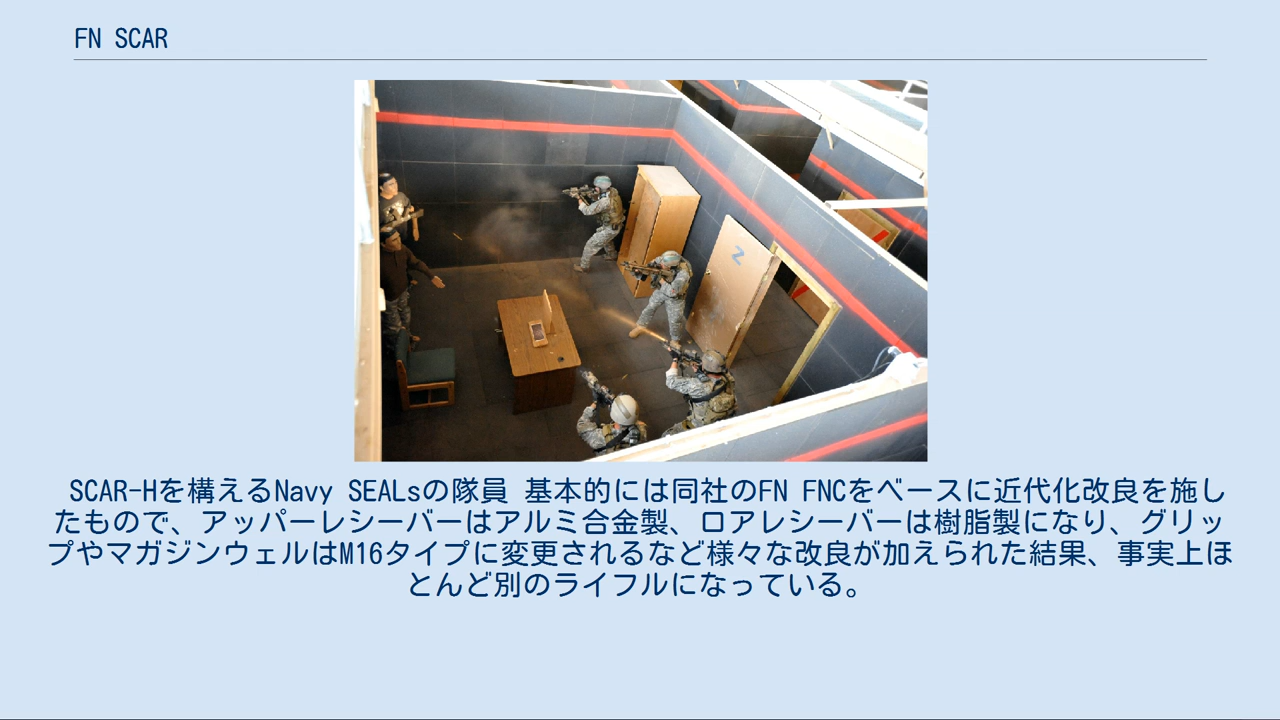 FN SCAR
Z
SCAR-Hを構えるNavy SEALsの隊員 基本的には同社のFN FNCをベースに近代化改良を施し
たもので、アッパーレシーバーはアルミ合金製、ロアレシーバーは樹脂製になり、グリッ
プやマガジンウェルはM16タイプに変更されるなど様々な改良が加えられた結果、事実上ほ
とんど別のライフルになっている。